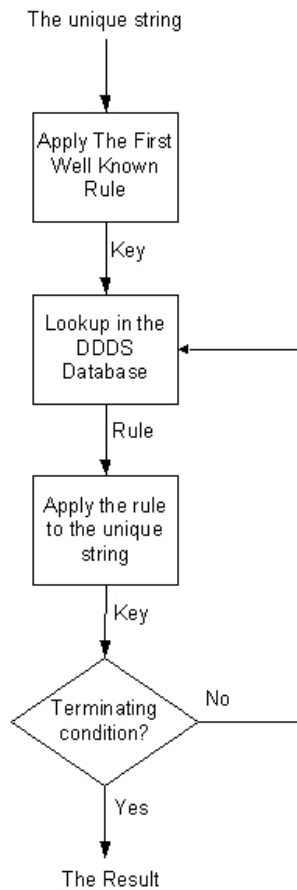 The unique string
Apply The First
Well Known
Rule
Key
Lookup in the
DDDS
Database
Rule
Apply the rule
to the unique
string
Key
Terminating
condition?
No
Yes
The Result